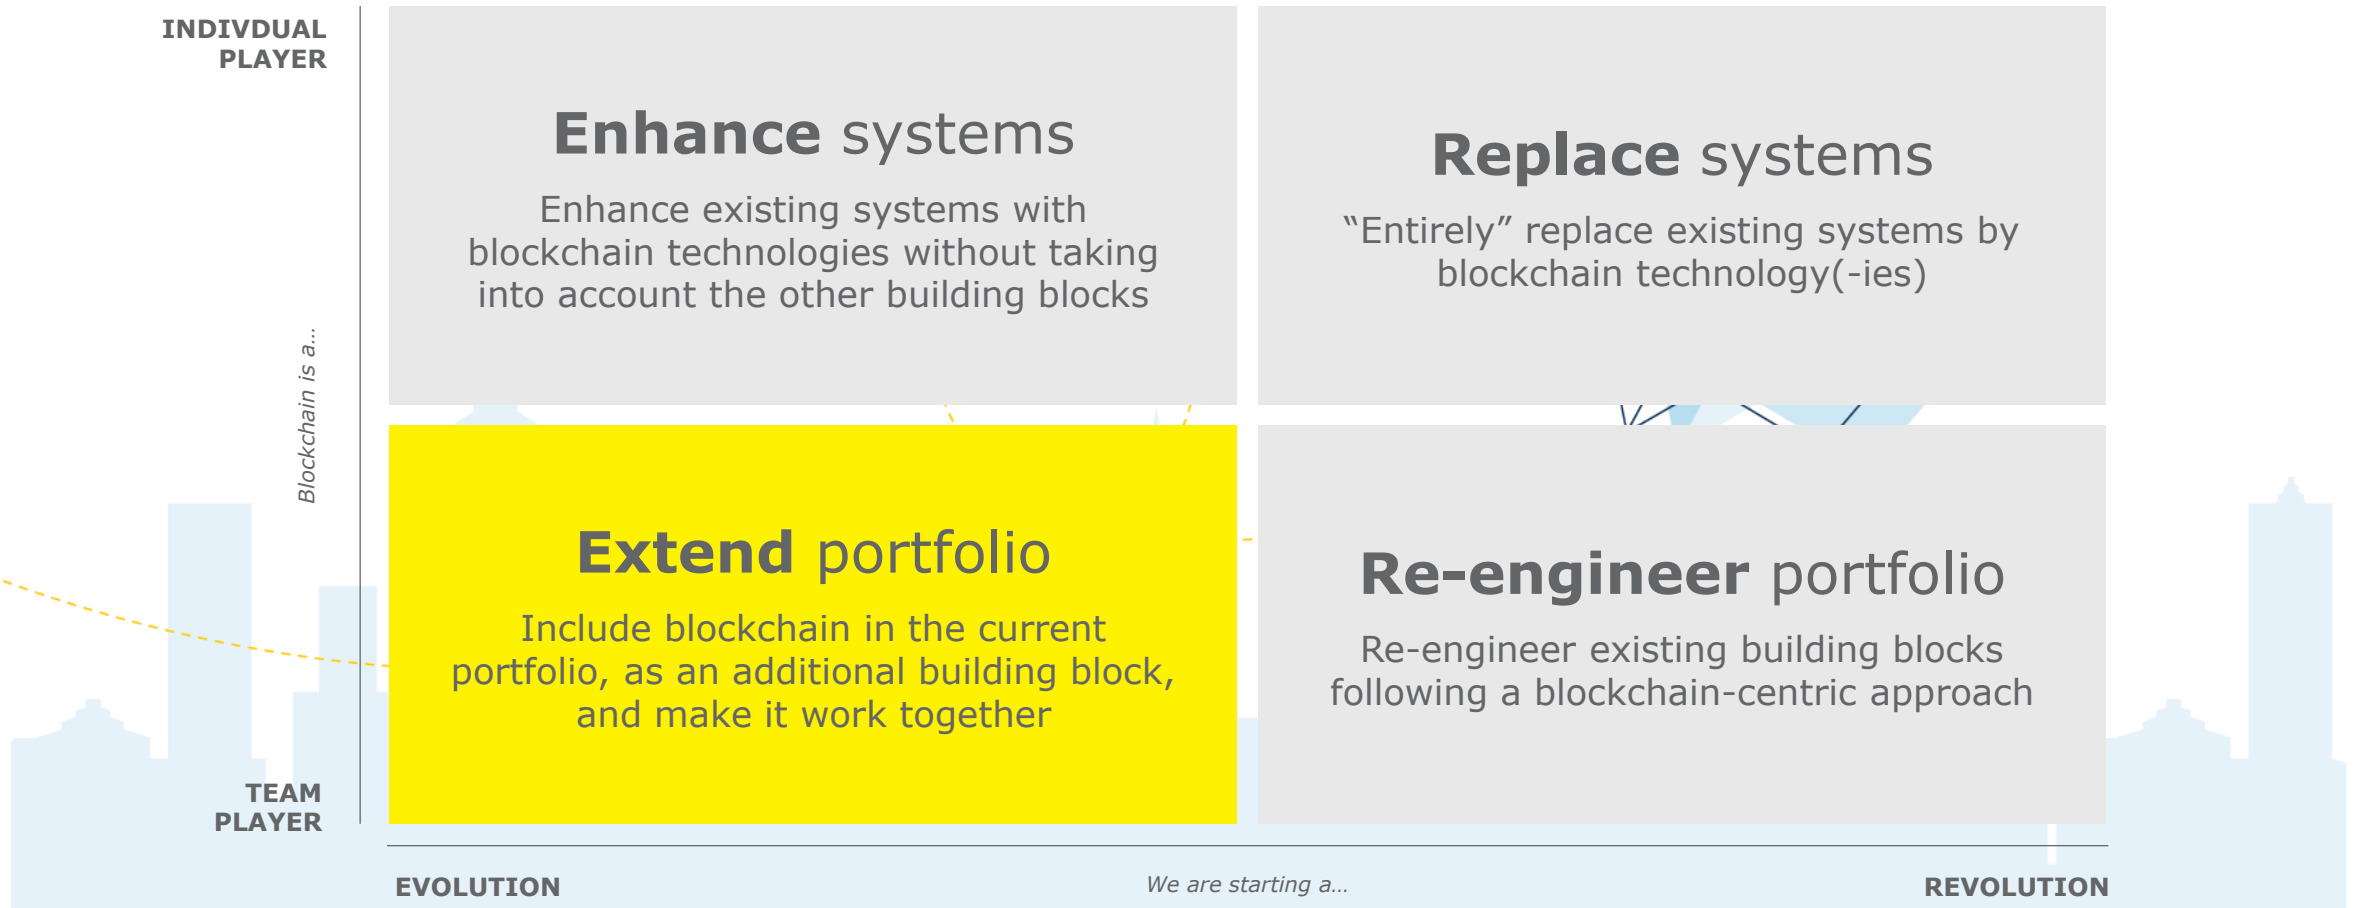 INDIVDUAL
PLAYER
Enhance systems
Enhance existing systems with
blockchain technologies without taking
into account the other building blocks
Replace systems
“Entirely” replace existing systems by
blockchain technology(-ies)
Blockchain is a…
Extend portfolio
Include blockchain in the current
portfolio, as an additional building block,
and make it work together
Re-engineer portfolio
Re-engineer existing building blocks
following a blockchain-centric approach
TEAM
PLAYER
EVOLUTION
We are starting a…
REVOLUTION